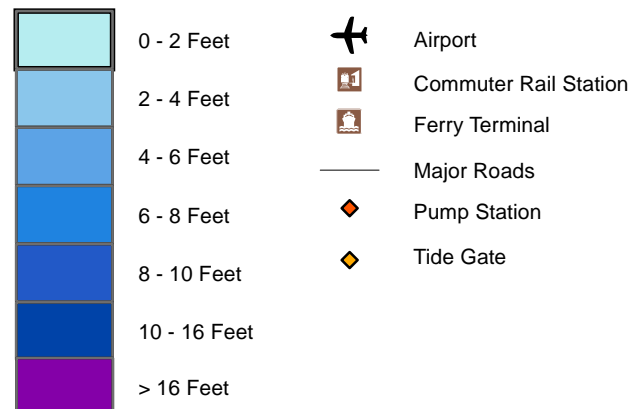 0 - 2 Feet
2 - 4 Feet
4 - 6 Feet
6 - 8 Feet
8 - 10 Feet
10 - 16 Feet
> 16 Feet
Airport
Commuter Rail Station
Ferry Terminal
Major Roads
Pump Station
Tide Gate